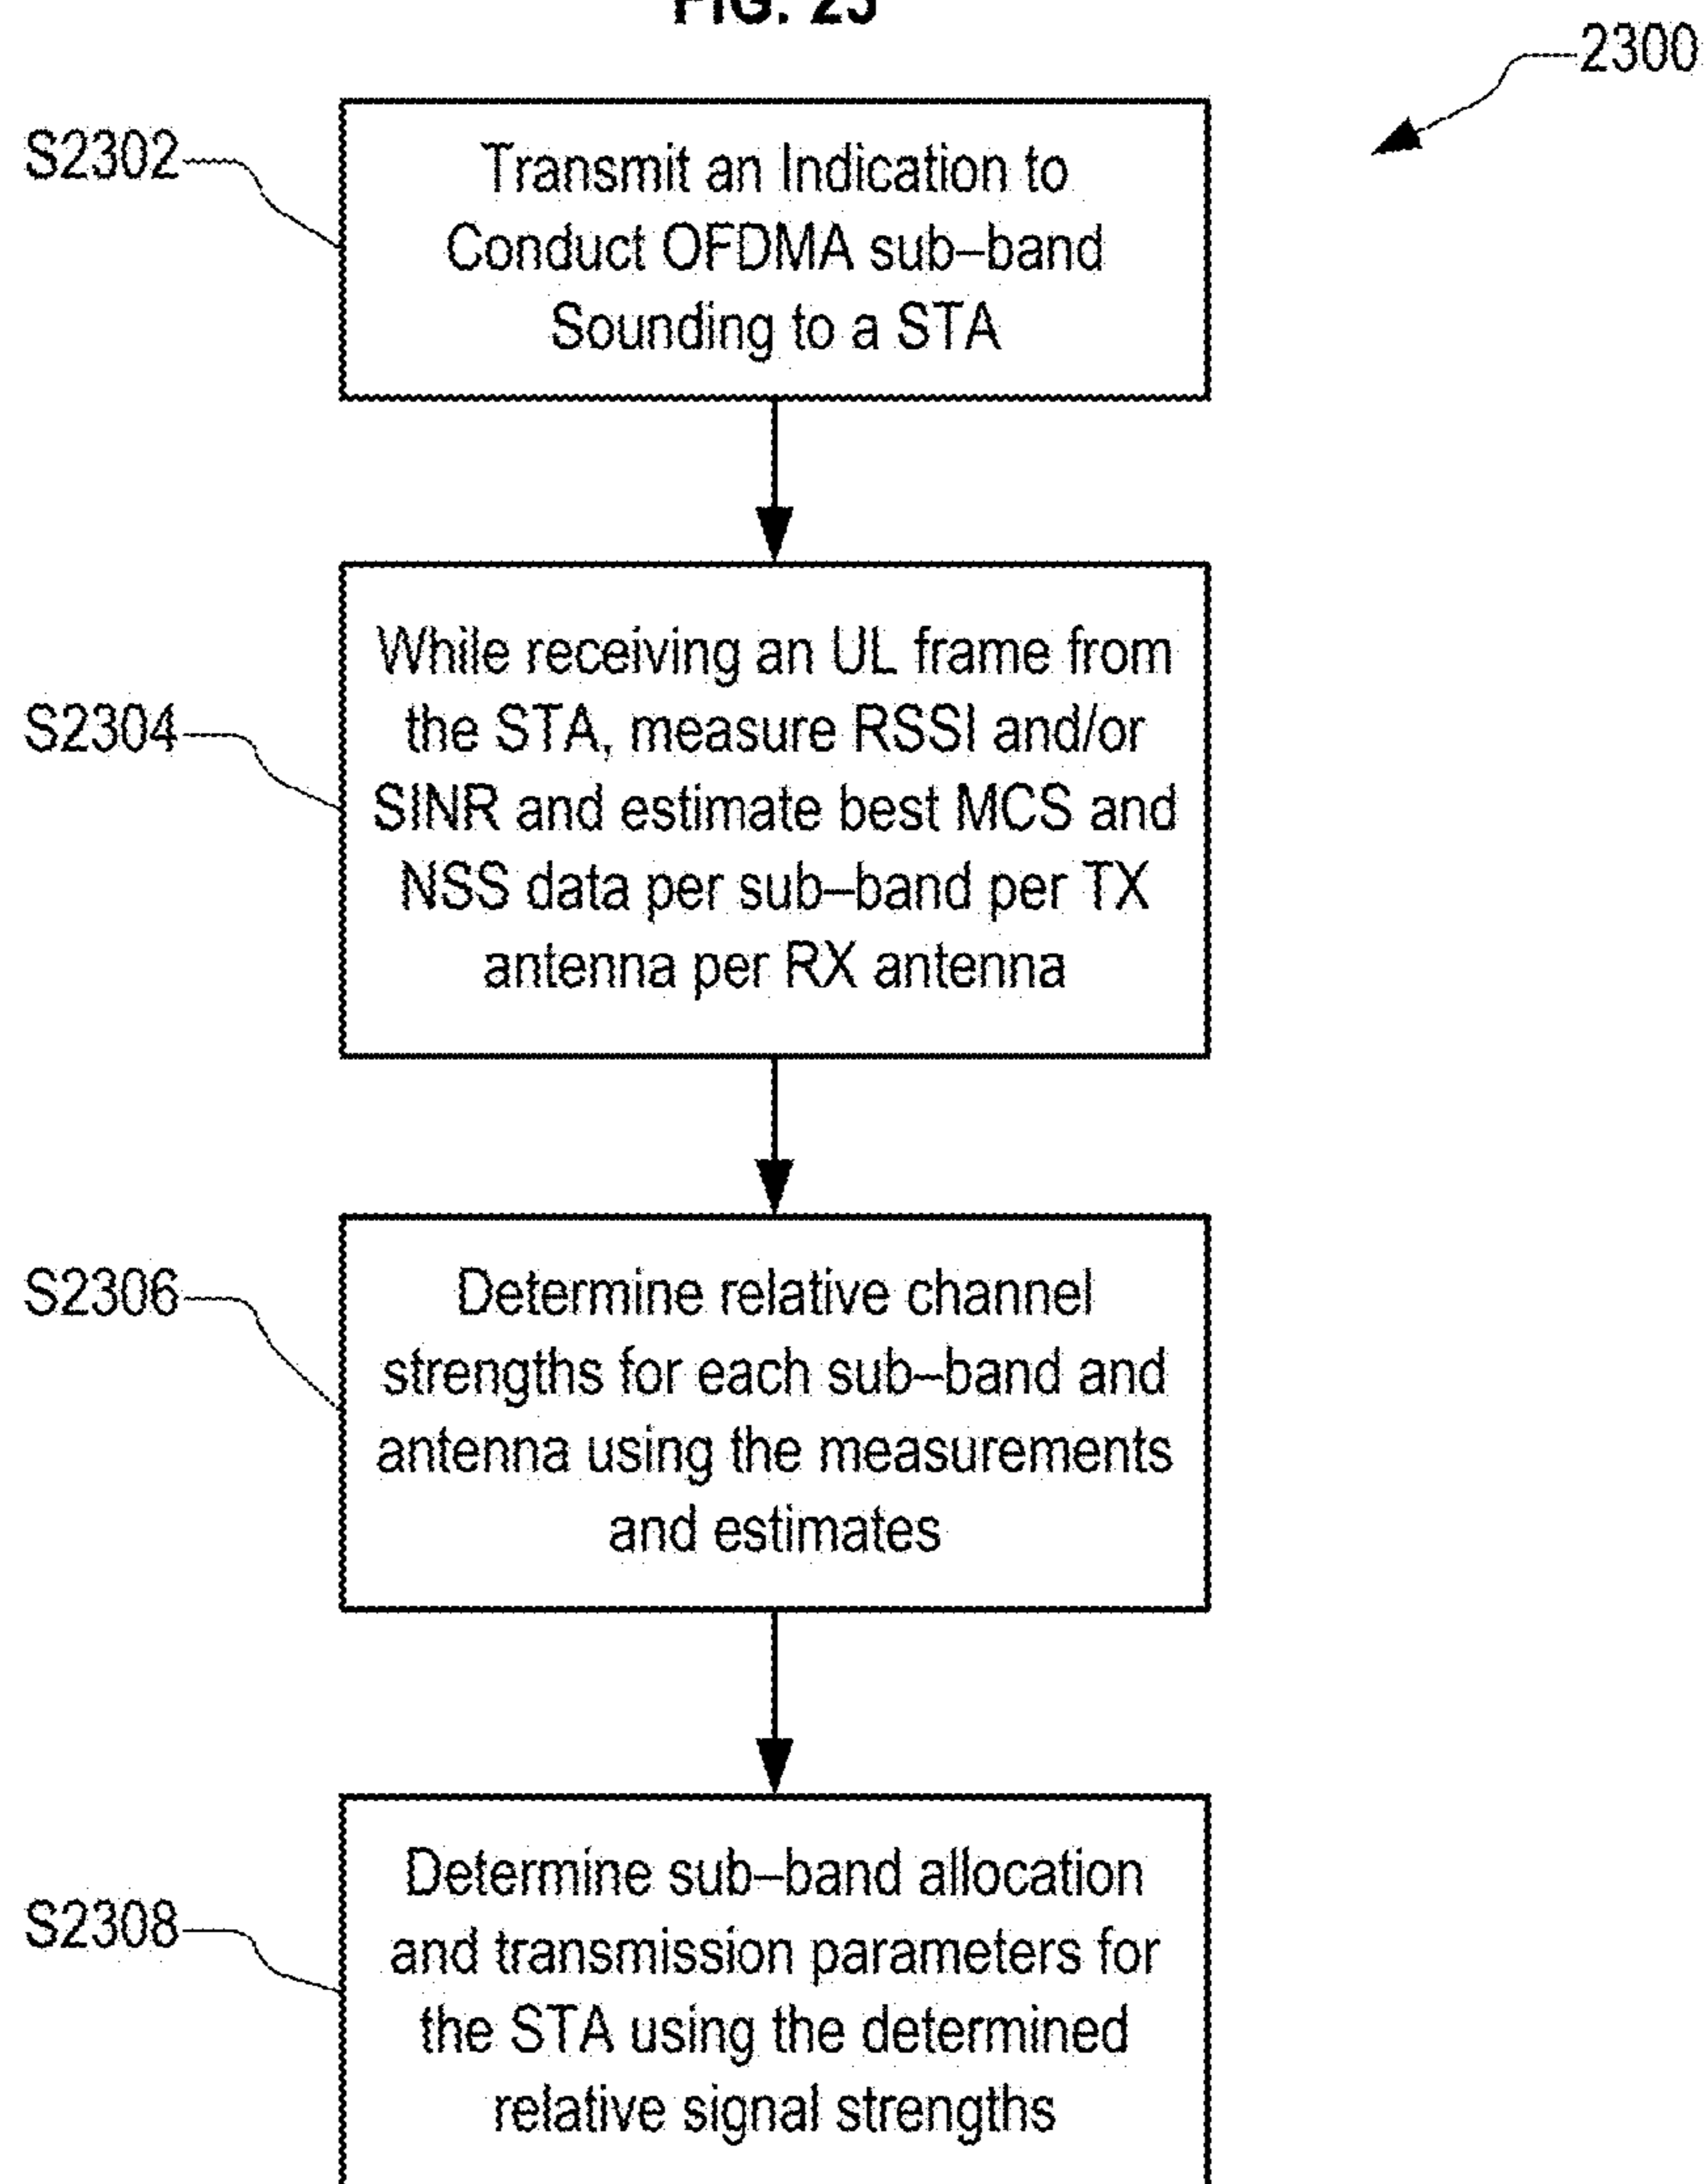 FIG. 23
2300
S2302
Transmit an Indication to
Conduct OFDMA sub–band
Sounding to a STA
S2304
While receiving an UL frame from
the STA, measure RSSI and/or
SINR and estimate best MCS and
NSS data per sub–band per TX
antenna per RX antenna
S2306
Determine relative channel
strengths for each sub–band and
antenna using the measurements
and estimates
S2308
Determine sub–band allocation
and transmission parameters for
the STA using the determined
relative signal strengths